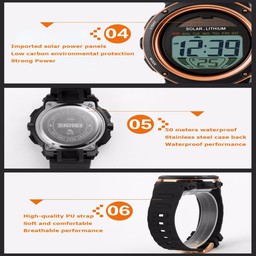 04
Imported solar power panels
Low carbon environmental protection
Strong Power
SOLAR LITHIUM
12:30
05
50 meters waterproof
Stainless steel case back
Waterproof performance
SKMEI
06
High-quality PU strap
Soft and comfortable
Breathable performance